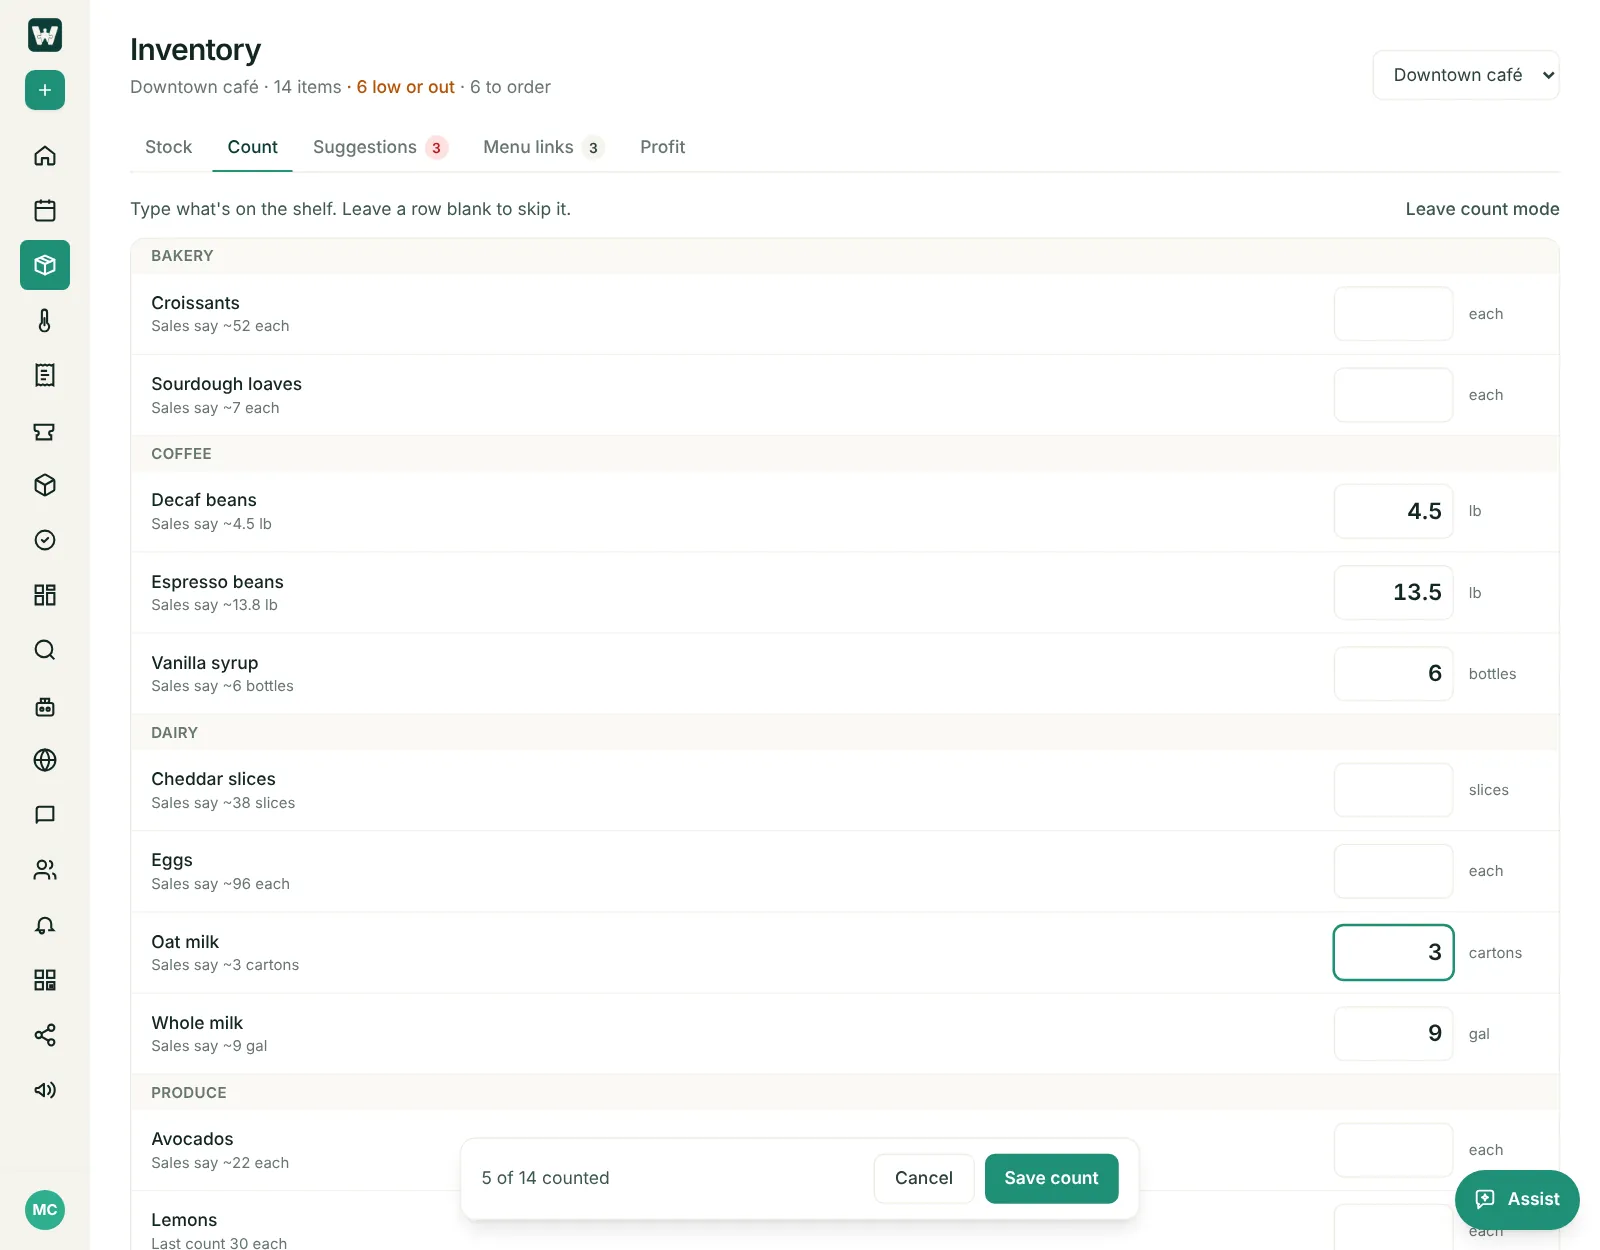 W
Inventory
Downtown café · 14 items · 6 low or out · 6 to order
Downtown café
Stock
Count
Suggestions 3
Menu links 3
Profit
Type what's on the shelf. Leave a row blank to skip it.
Leave count mode
BAKERY
Croissants
Sales say ~52 each
each
Sourdough loaves
Sales say ~7 each
each
COFFEE
Decaf beans
Sales say ~4.5 lb
4.5 lb
Espresso beans
Sales say ~13.8 lb
13.5 lb
Vanilla syrup
Sales say ~6 bottles
6 bottles
DAIRY
Cheddar slices
Sales say ~38 slices
slices
Eggs
Sales say ~96 each
each
Oat milk
Sales say ~3 cartons
3 cartons
Whole milk
Sales say ~9 gal
9 gal
PRODUCE
Avocados
Sales say ~22 each
each
5 of 14 counted
Cancel
Save count
Assist
Lemons
Last count 30 each
each
MC